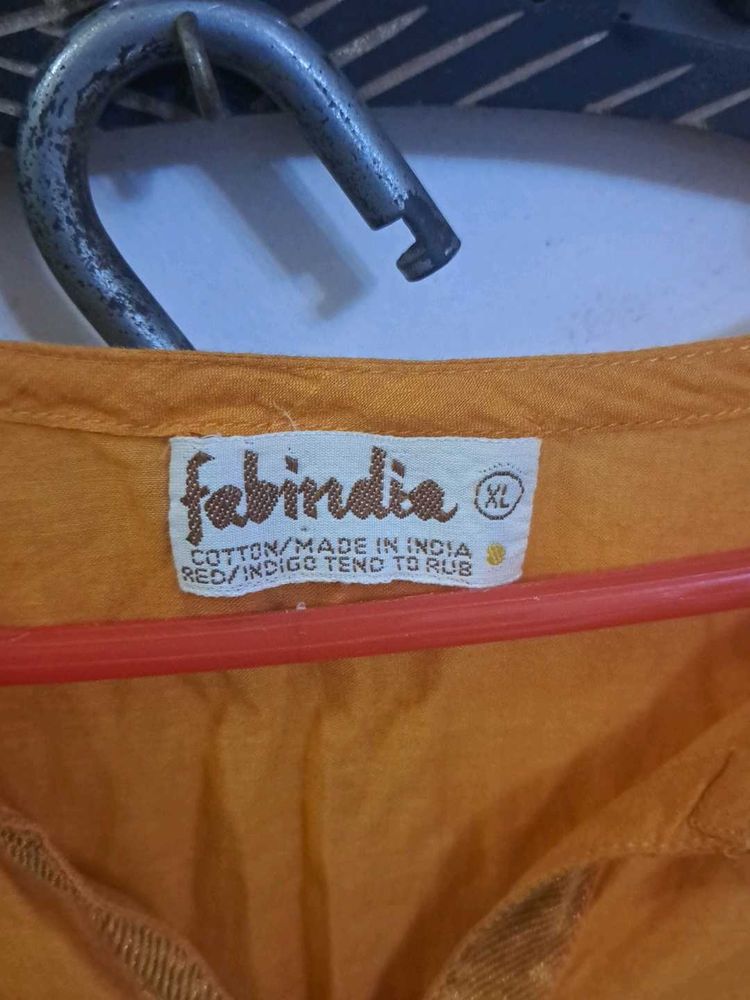 fabindia
XL
COTTON/MADE IN INDIA
RED/INDIGO TEND TO RUB